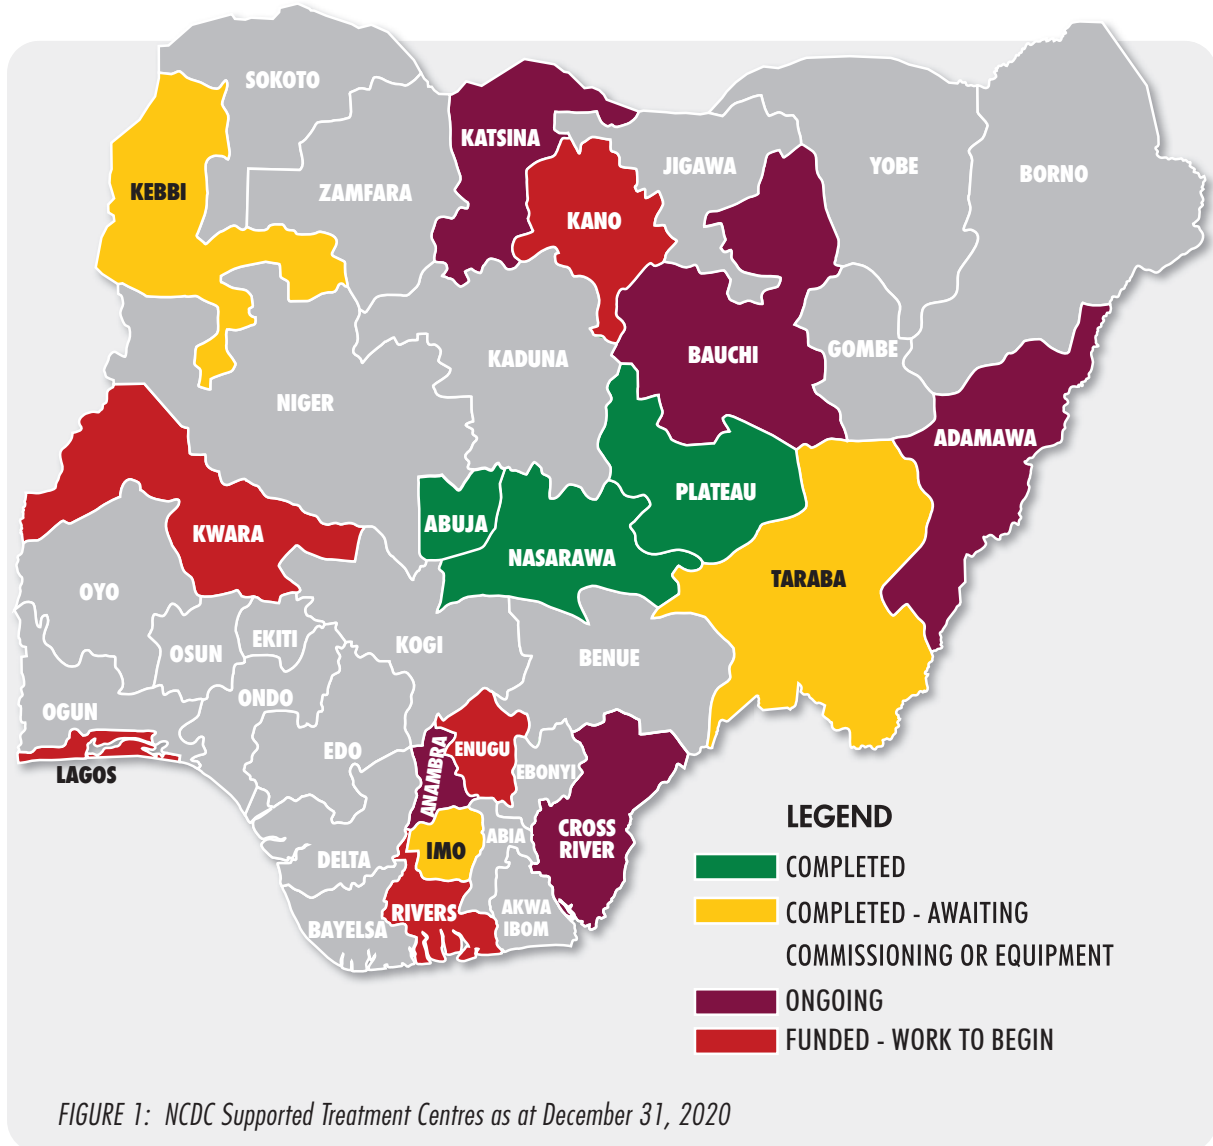 SOKOTO
KATSINA
JIGAWA
YOBE
BORNO
KEBBI
ZAMFARA
KANO
KADUNA
BAUCHI
GOMBE
NIGER
ADAMAWA
PLATEAU
ABUJA
KWARA
NASARAWA
TARABA
OYO
EKITI
KOGI
OSUN
BENUE
ONDO
OGUN
EDO
ANAMBRA
ENUGU
LAGOS
EBONYI
CROSS
RIVER
ABIA
IMO
DELTA
RIVERS
AKWA
IBOM
BAYELSA
LEGEND
COMPLETED
COMPLETED - AWAITING
COMMISSIONING OR EQUIPMENT
ONGOING
FUNDED - WORK TO BEGIN
FIGURE 1: NCDC Supported Treatment Centres as at December 31, 2020